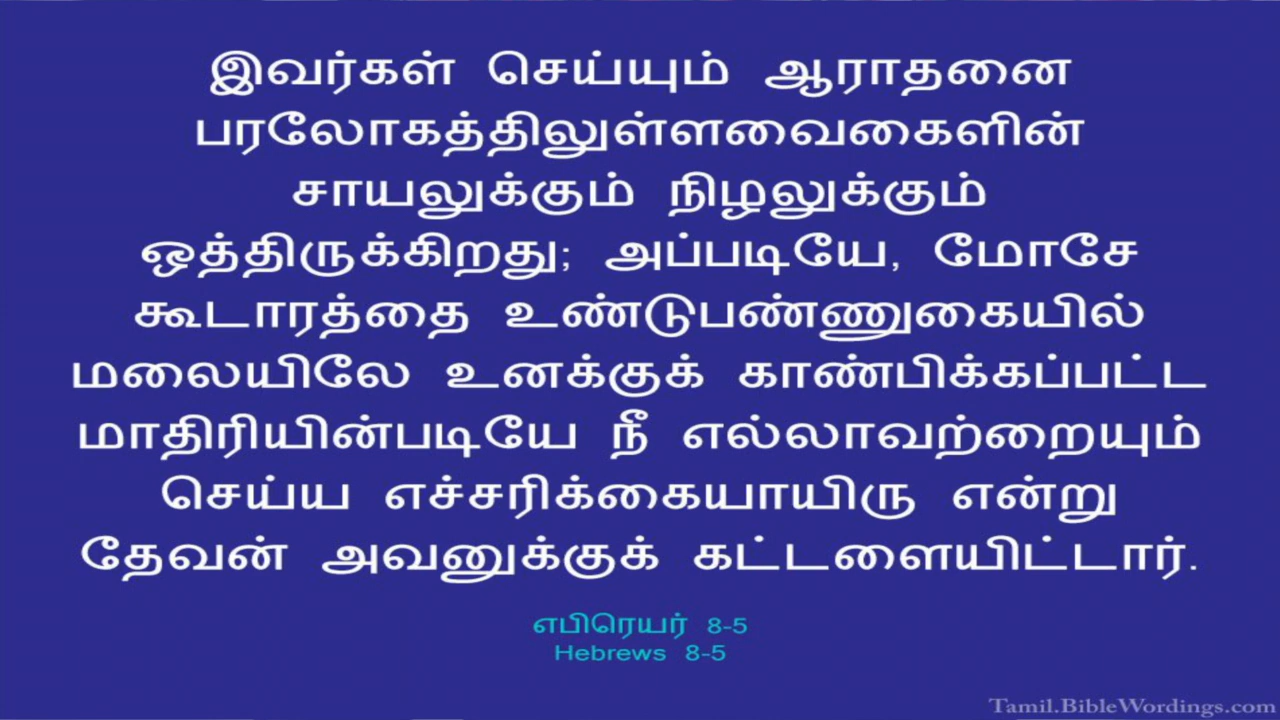 இவர்கள் செய்யும் ஆராதனை
பரலோகத்திலுள்ளவைகளின்
சாயலுக்கும் நிழலுக்கும்
ஒத்திருக்கிறது; அப்படியே, மோசே
கூடாரத்தை உண்டுபண்ணுகையில்
மலையிலே உனக்குக் காண்பிக்கப்பட்ட
மாதிரியின்படியே நீ எல்லாவற்றையும்
செய்ய எச்சரிக்கையாயிரு என்று
தேவன் அவனுக்குக் கட்டளையிட்டார்.
எபிரெயர் 8-5
Hebrews 8-5
Tamil.BibleWordings.com